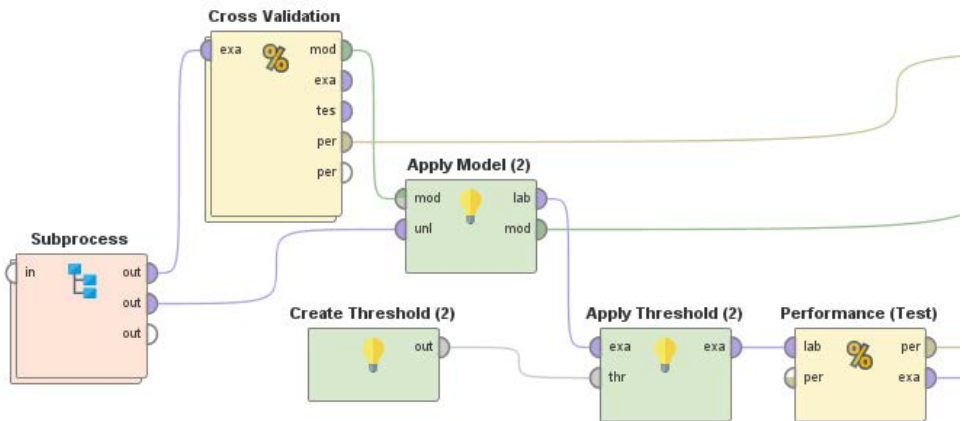 Cross Validation
exa mod
exa
tes
per
per
Apply Model (2)
mod lab
unl mod
Subprocess
in out
out
out
Create Threshold (2)
out
Apply Threshold (2)
exa exa
thr
Performance (Test)
lab per
per exa